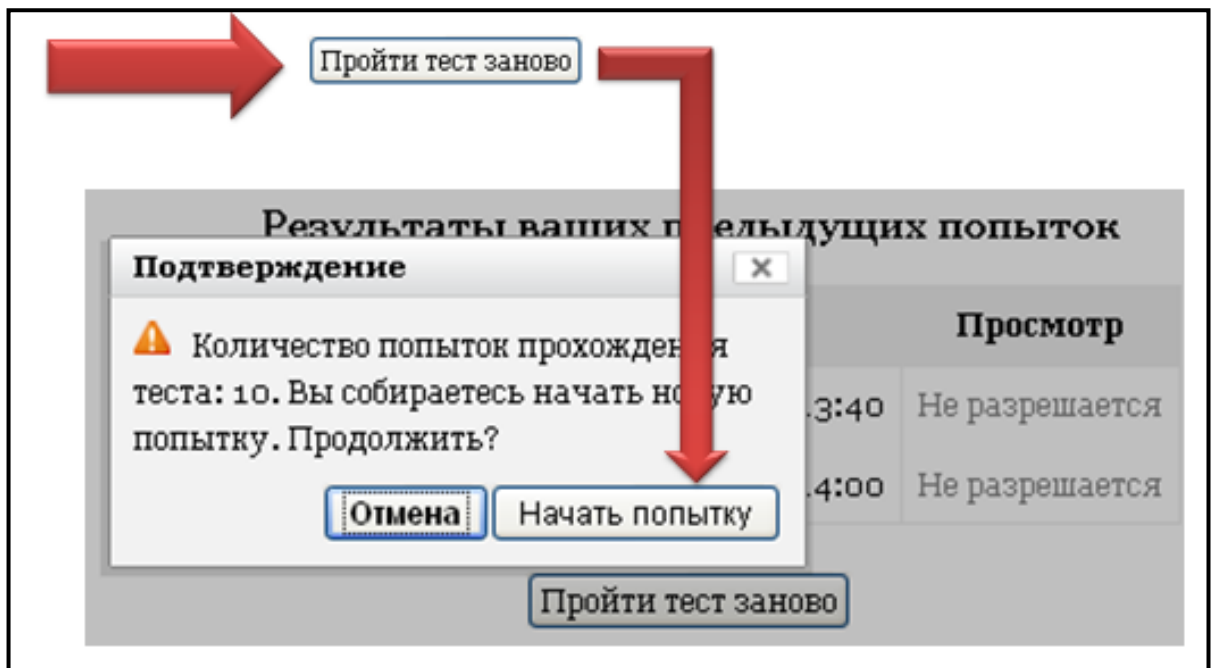 Пройти тест заново
Результаты ваших предыдущих попыток
Подтверждение
Просмотр
Количество попыток прохождения
теста: 10. Вы собираетесь начать новую
попытку. Продолжить?
3:40 Не разрешается
4:00 Не разрешается
Отмена Начать попытку
Пройти тест заново